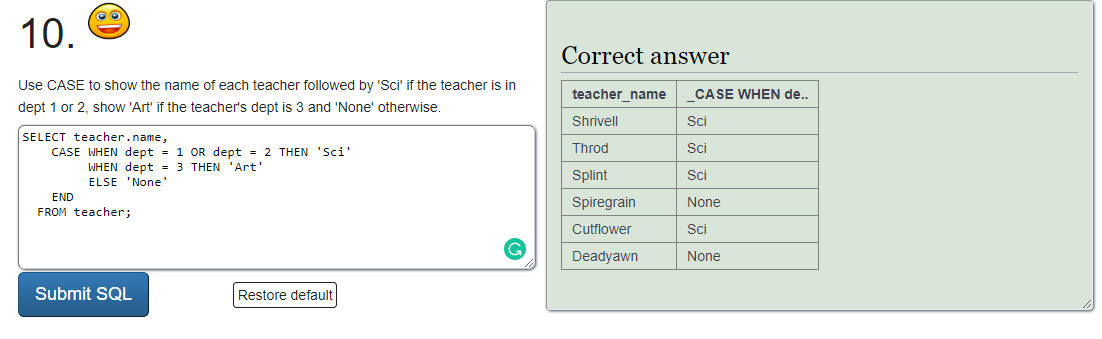 10.
Use CASE to show the name of each teacher followed by 'Sci' if the teacher is in
dept 1 or 2, show 'Art' if the teacher's dept is 3 and 'None' otherwise.
SELECT teacher.name,
CASE WHEN dept = 1 OR dept = 2 THEN 'Sci'
WHEN dept = 3 THEN 'Art'
ELSE 'None'
END
FROM teacher;
G
Submit SQL
Restore default
Correct answer
teacher_name _CASE WHEN de..
Shrivell Sci
Throd Sci
Splint Sci
Spiregrain None
Cutflower Sci
Deadyawn None